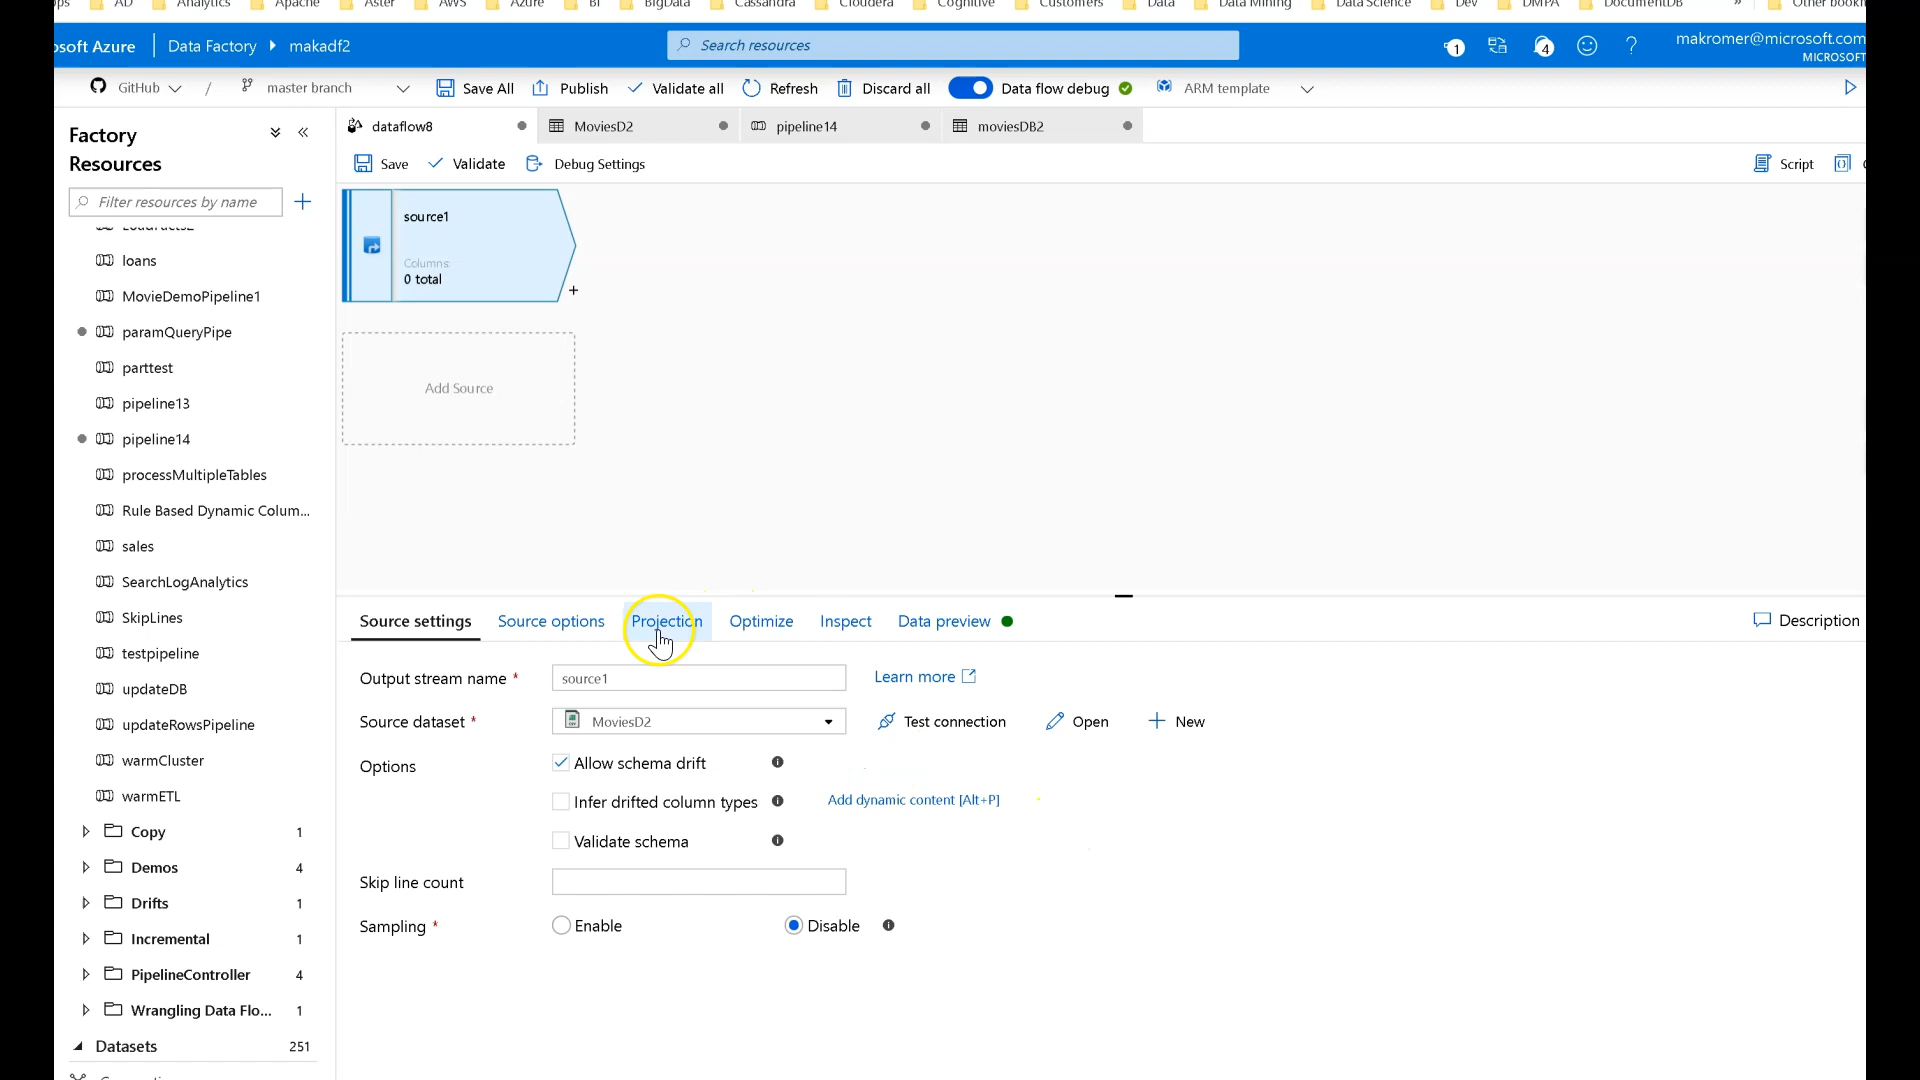 AD
Analytics
Apache
Aster
AWS
Azure
BI
BigData
Cassandra
Cloudera
Cognitive
Customers
Data
Data Mining
Data Science
Dev
DMPA
DocumentDB
»
osoft Azure
Data Factory
makadf2
Search resources
1
4
?
makromer@microsoft.com
MICROSOFT
GitHub
/
master branch
Save All
Publish
Validate all
Refresh
Discard all
Data flow debug
ARM template
Factory
Resources
dataflow8
MoviesD2
pipeline14
moviesDB2
Save
Validate
Debug Settings
Script
Filter resources by name
loans
MovieDemoPipeline1
paramQueryPipe
parttest
pipeline13
pipeline14
processMultipleTables
Rule Based Dynamic Colum...
sales
SearchLogAnalytics
SkipLines
testpipeline
updateDB
updateRowsPipeline
warmCluster
warmETL
Copy 1
Demos 4
Drifts 1
Incremental 1
PipelineController 4
Wrangling Data Flo... 1
Datasets 251
source1
Columns:
0 total
+
Add Source
Source settings
Source options
Projection
Optimize
Inspect
Data preview
Description
Output stream name *
source1
Learn more
Source dataset *
MoviesD2
Test connection
Open
New
Options
Allow schema drift
Infer drifted column types
Add dynamic content [Alt+P]
Validate schema
Skip line count
Sampling *
Enable
Disable